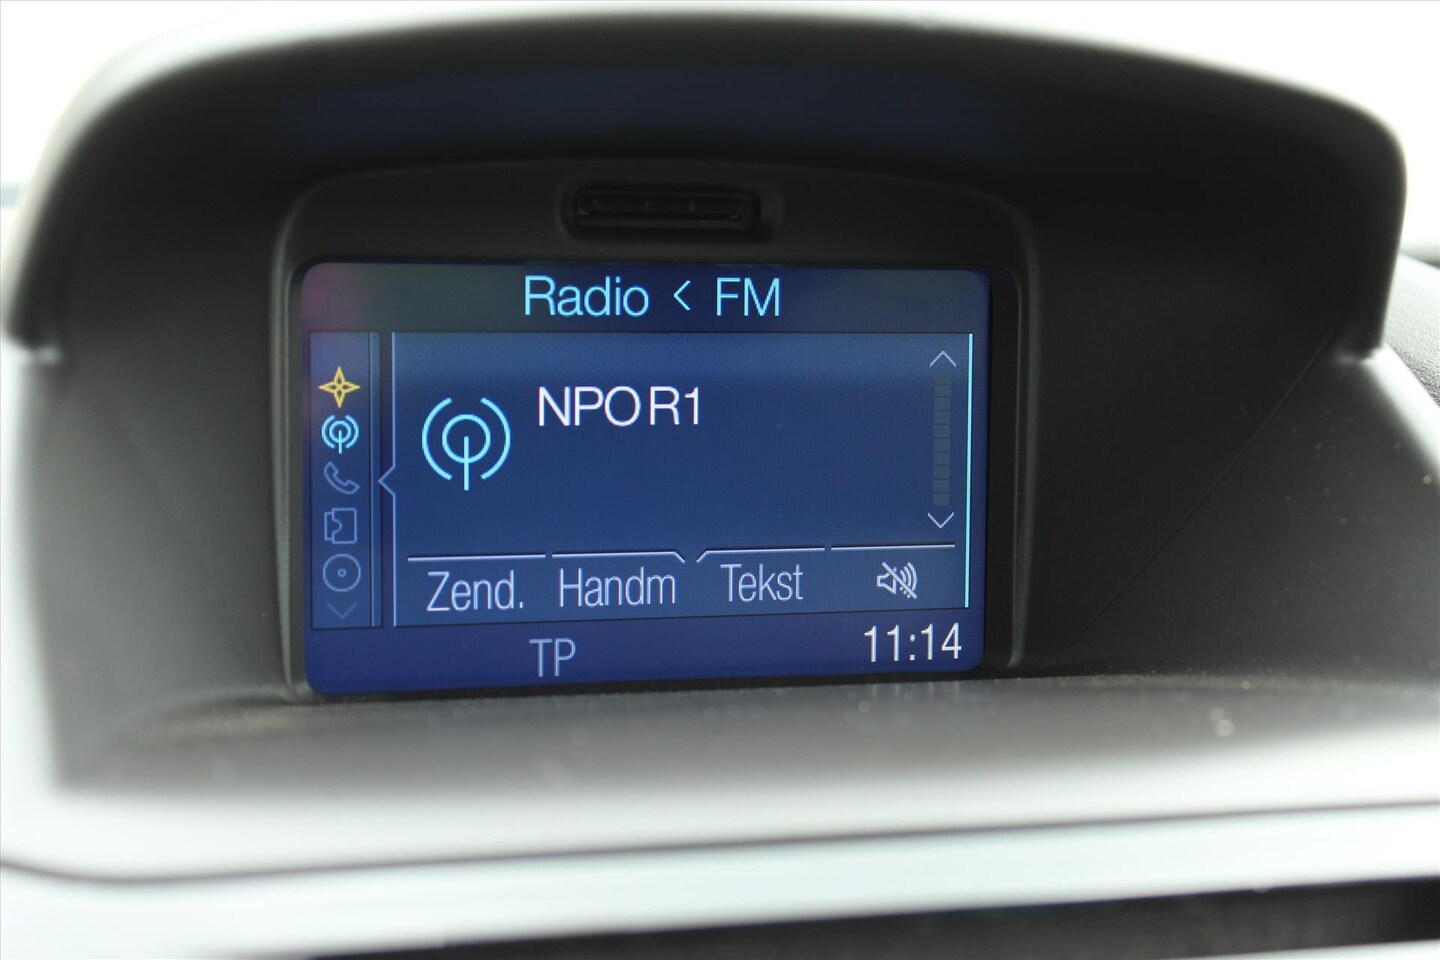 Radio < FM
NPO R1
Zend. Handm Tekst
TP 11:14